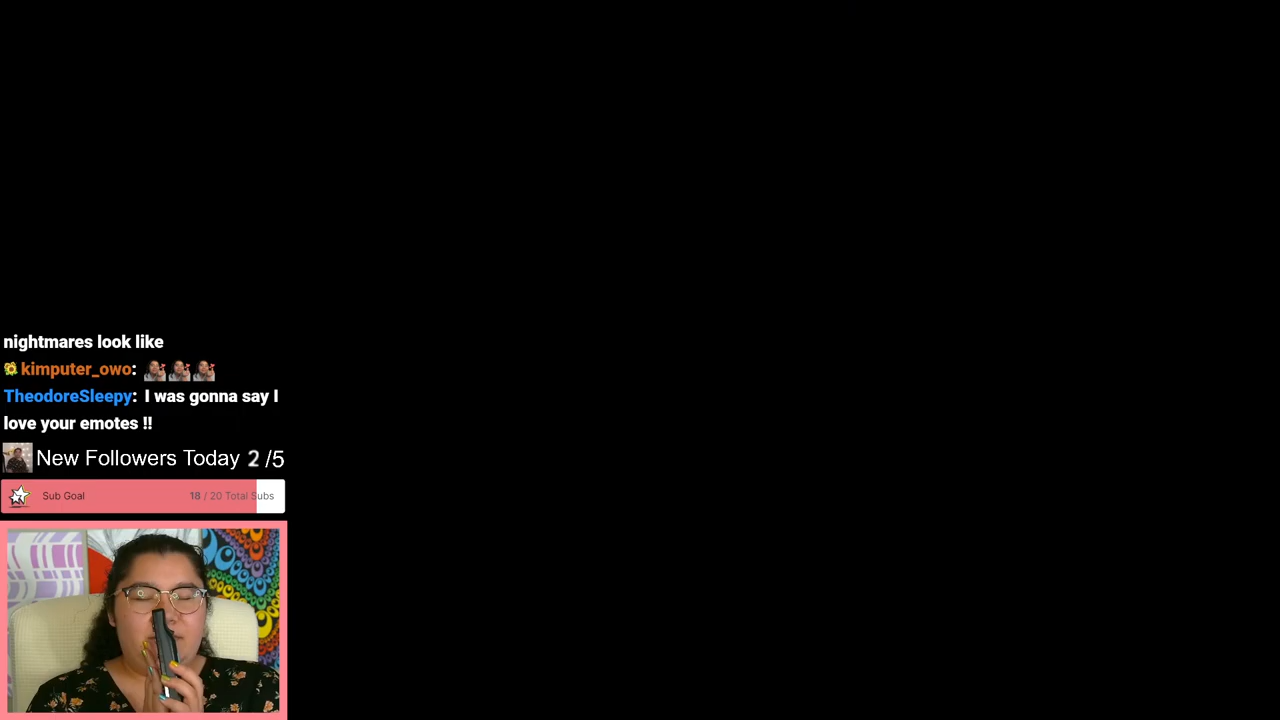 nightmares look like
kimputer_owo:
TheodoreSleepy: I was gonna say I
love your emotes !!
New Followers Today 2 /5
Sub Goal 18 / 20 Total Subs